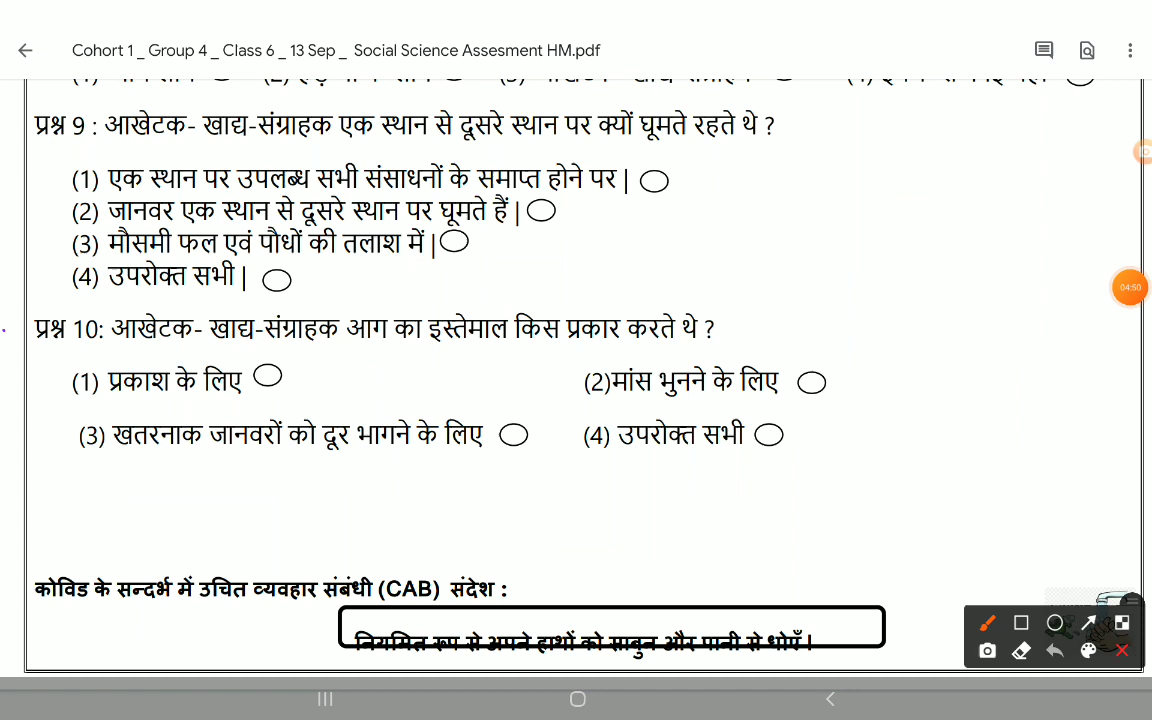 Cohort 1 _ Group 4 _ Class 6 _ 13 Sep _ Social Science Assesment HM.pdf
प्रश्न 9 : आखेटक- खाद्य-संग्राहक एक स्थान से दूसरे स्थान पर क्यों घूमते रहते थे ?
(1) एक स्थान पर उपलब्ध सभी संसाधनों के समाप्त होने पर |
(2) जानवर एक स्थान से दूसरे स्थान पर घूमते हैं |
(3) मौसमी फल एवं पौधों की तलाश में |
(4) उपरोक्त सभी |
04:50
प्रश्न 10: आखेटक- खाद्य-संग्राहक आग का इस्तेमाल किस प्रकार करते थे ?
(1) प्रकाश के लिए (2)मांस भुनने के लिए
(3) खतरनाक जानवरों को दूर भागने के लिए (4) उपरोक्त सभी
कोविड के सन्दर्भ में उचित व्यवहार संबंधी (CAB) संदेश :
नियमित रूप से अपने हाथों को साबुन और पानी से धोएँ।